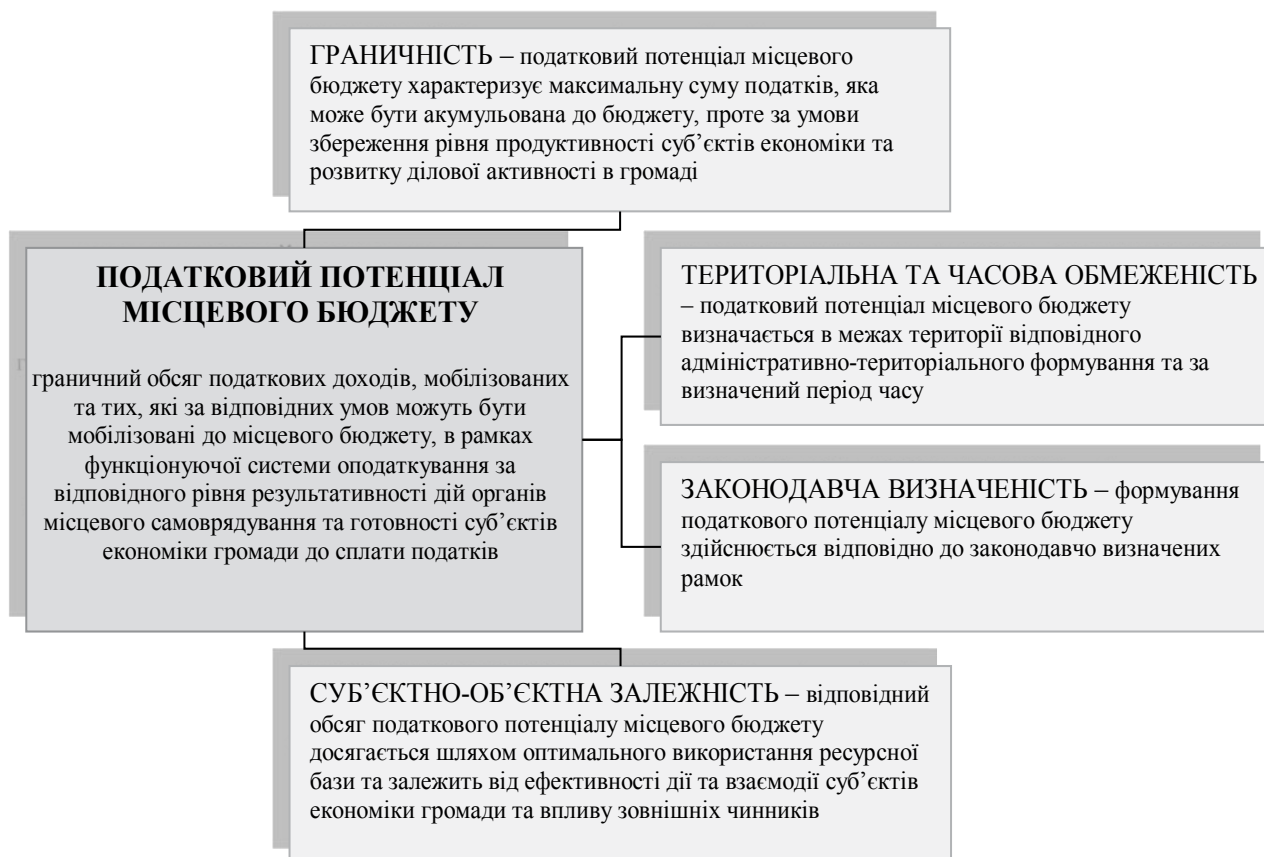 ГРАНИЧНІСТЬ – податковий потенціал місцевого
бюджету характеризує максимальну суму податків, яка
може бути акумульована до бюджету, проте за умови
збереження рівня продуктивності суб’єктів економіки та
розвитку ділової активності в громаді
ПОДАТКОВИЙ ПОТЕНЦІАЛ
МІСЦЕВОГО БЮДЖЕТУ
граничний обсяг податкових доходів, мобілізованих
та тих, які за відповідних умов можуть бути
мобілізовані до місцевого бюджету, в рамках
функціонуючої системи оподаткування за
відповідного рівня результативності дій органів
місцевого самоврядування та готовності суб’єктів
економіки громади до сплати податків
ТЕРИТОРІАЛЬНА ТА ЧАСОВА ОБМЕЖЕНІСТЬ
– податковий потенціал місцевого бюджету
визначається в межах території відповідного
адміністративно-територіального формування та за
визначений період часу
ЗАКОНОДАВЧА ВИЗНАЧЕНІСТЬ – формування
податкового потенціалу місцевого бюджету
здійснюється відповідно до законодавчо визначених
рамок
СУБ’ЄКТНО-ОБ’ЄКТНА ЗАЛЕЖНІСТЬ – відповідний
обсяг податкового потенціалу місцевого бюджету
досягається шляхом оптимального використання ресурсної
бази та залежить від ефективності дії та взаємодії суб’єктів
економіки громади та впливу зовнішніх чинників